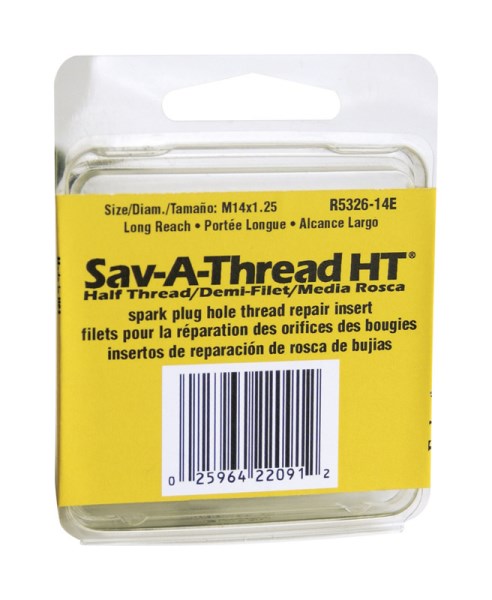 Size/Diam./Tamaño: M14x1.25 R5326-14E
Long Reach • Portée Longue • Alcance Largo
Sav-A-Thread HT®
Half Thread/Demi-Filet/Media Rosca
spark plug hole thread repair insert
filets pour la réparation des orifices des bougies
insertos de reparación de rosca de bujias
0 25964 22091 2